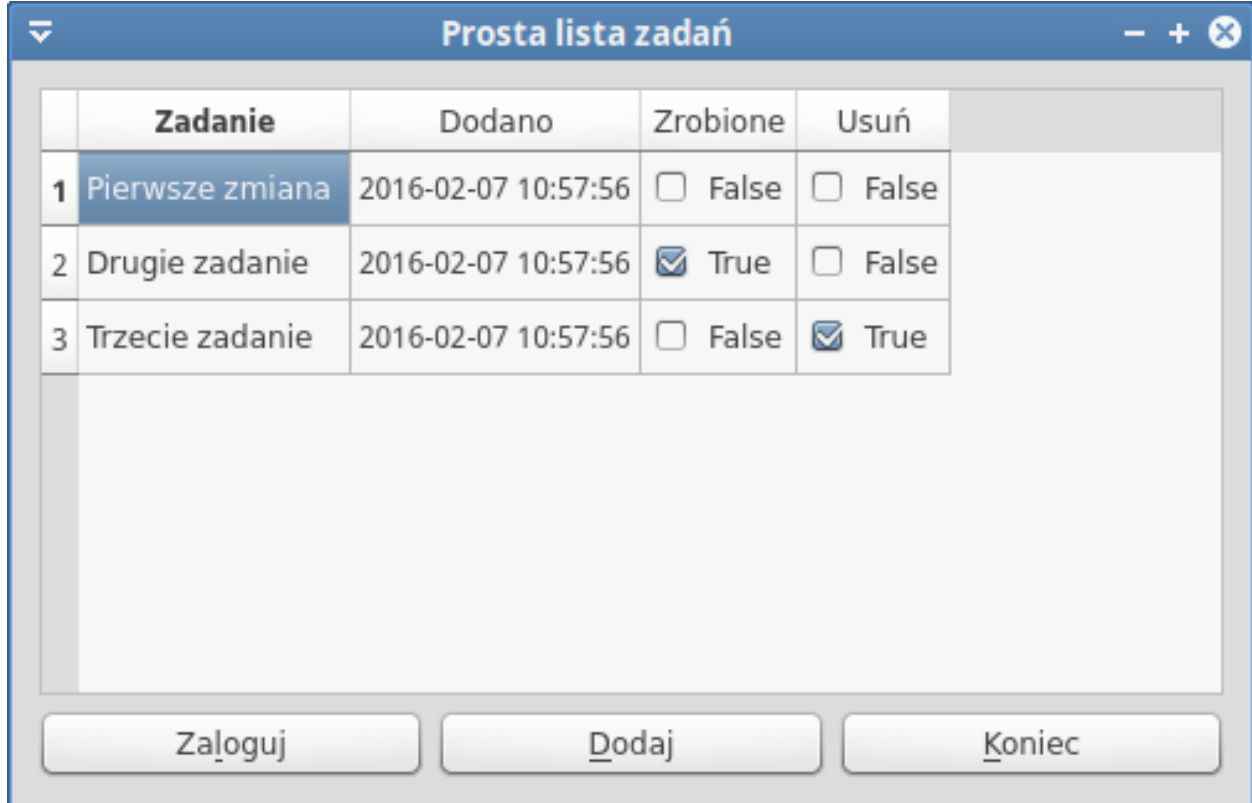 Prosta lista zadań
Zadanie Dodano Zrobione Usuń
1 Pierwsze zmiana 2016-02-07 10:57:56 False False
2 Drugie zadanie 2016-02-07 10:57:56 True False
3 Trzecie zadanie 2016-02-07 10:57:56 False True
Zaloguj Dodaj Koniec